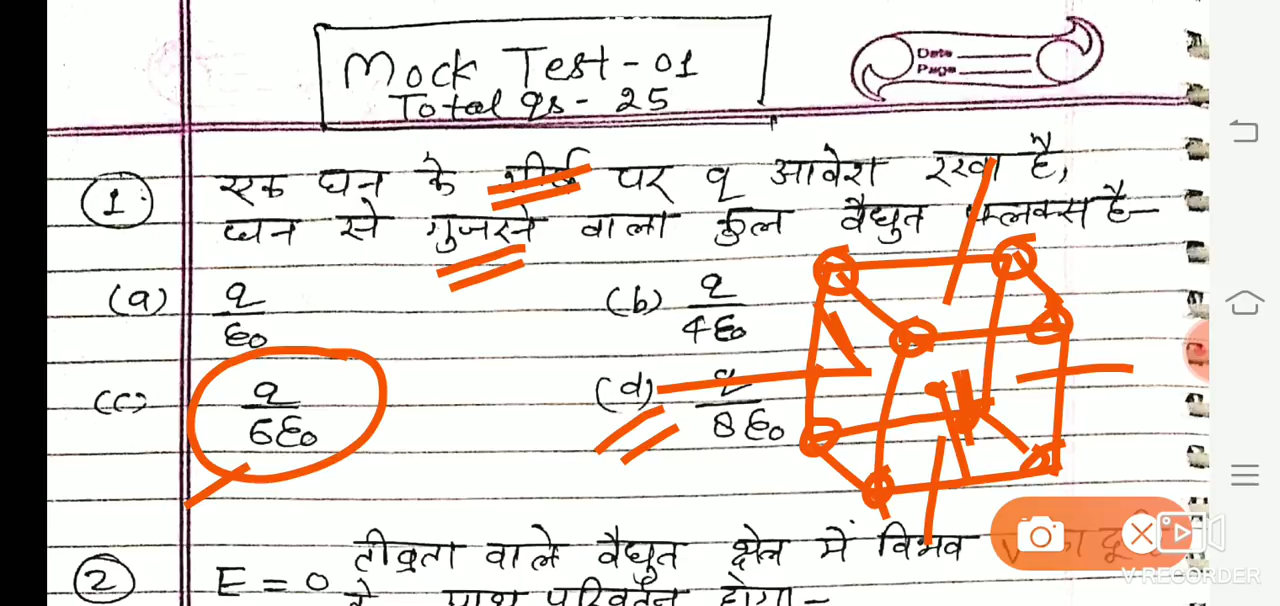 Mock Test-01
Total qs- 25
Date
Page
1. एक घन के शीर्ष पर q आवेश रखा है,
घन से गुजरने वाला कुल वैधुत फ्लक्स है-
(a) q/ε0
(b) q/4ε0
(c) q/6ε0
(d) q/8ε0
2 E = 0 तीव्रता वाले वैधुत क्षेत्र में विभव V का
परिवर्तन होगा-
V RECORDER